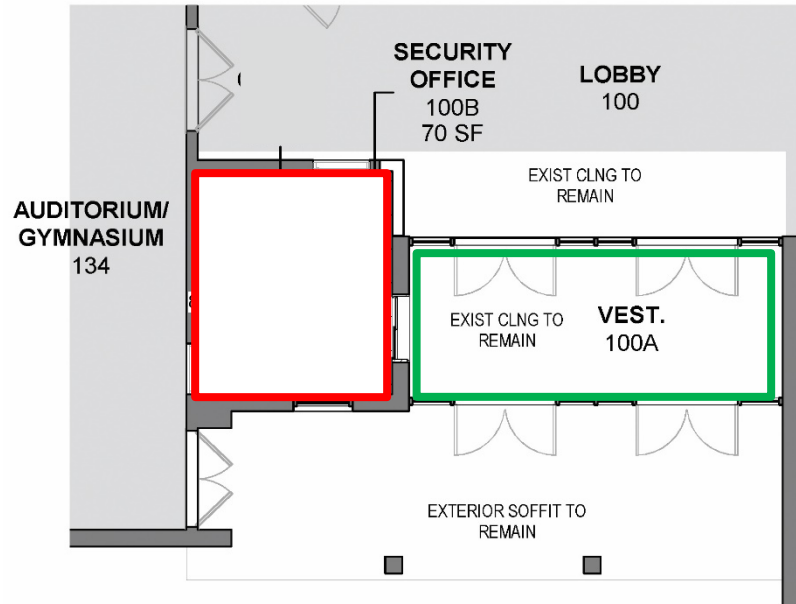 SECURITY
OFFICE
100B
70 SF
LOBBY
100
EXIST CLNG TO
REMAIN
AUDITORIUM/
GYMNASIUM
134
EXIST CLNG TO
REMAIN
VEST.
100A
EXTERIOR SOFFIT TO
REMAIN